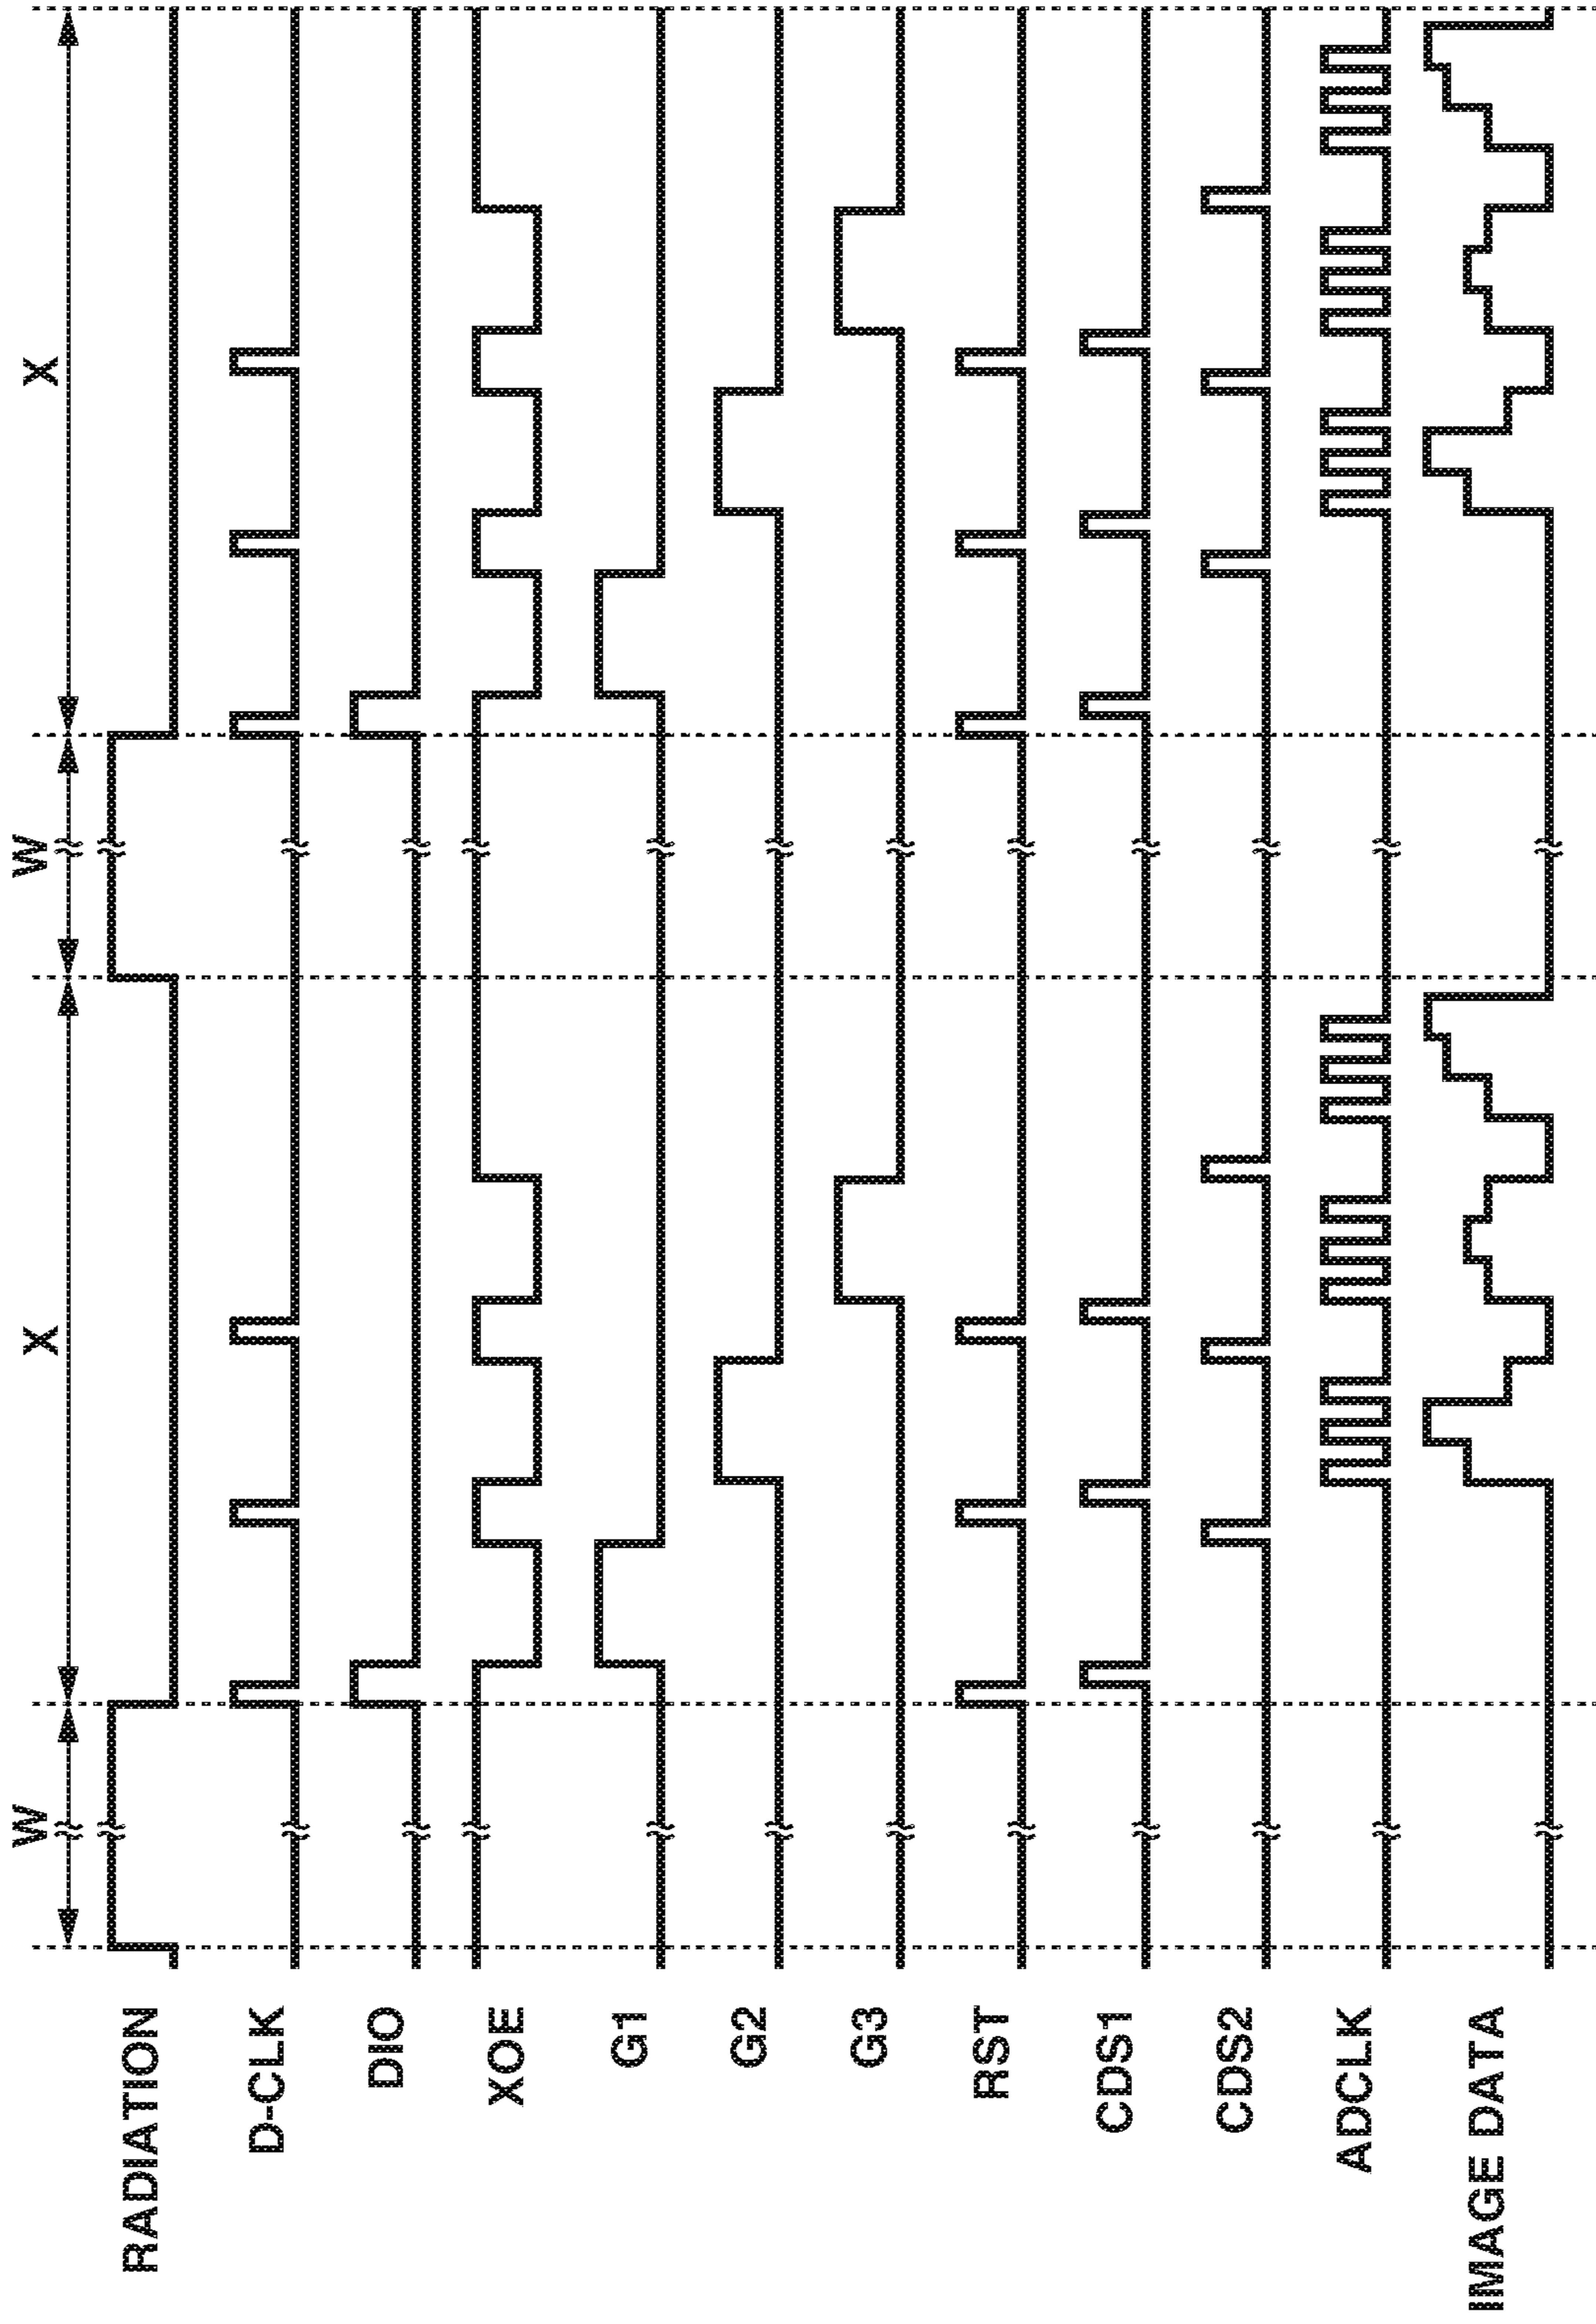 W
X
W
X
RADIATION
D-CLK
DIO
XOE
G1
G2
G3
RST
CDS1
CDS2
ADCLK
IMAGE DATA